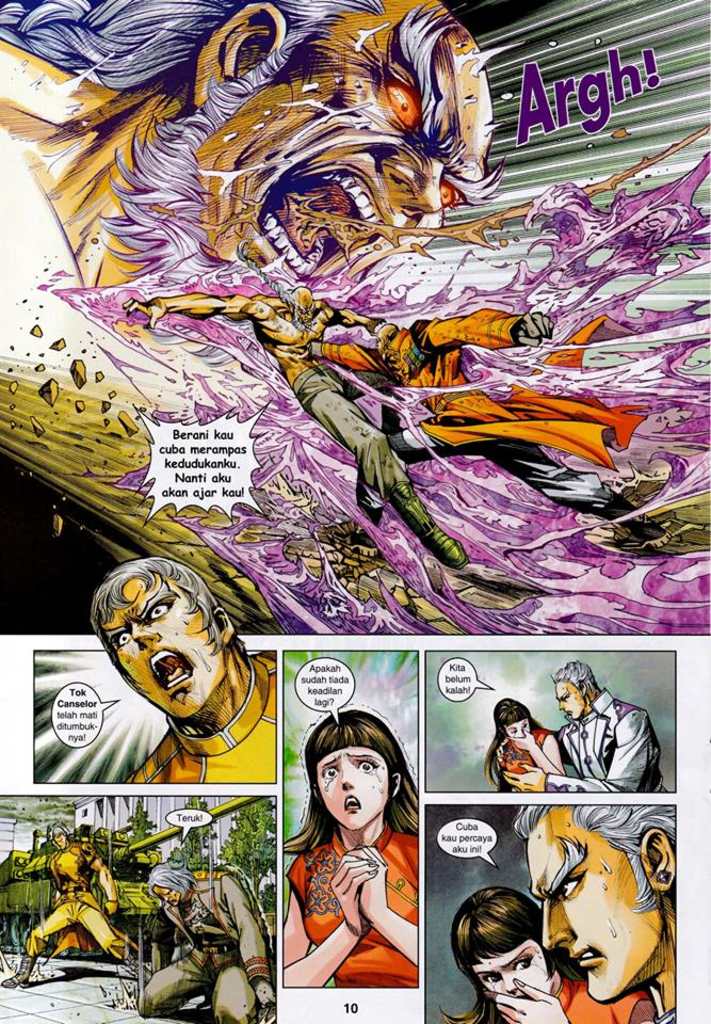 Argh!
Berani kau
cuba merampas
kedudukanku.
Nanti aku
akan ajar kau!
Tok
Canselor
telah mati
ditumbuk-
nya!
Apakah
sudah tiada
keadilan
lagi?
Kita
belum
kalah!
Teruk!
Cuba
kau percaya
aku ini!
10